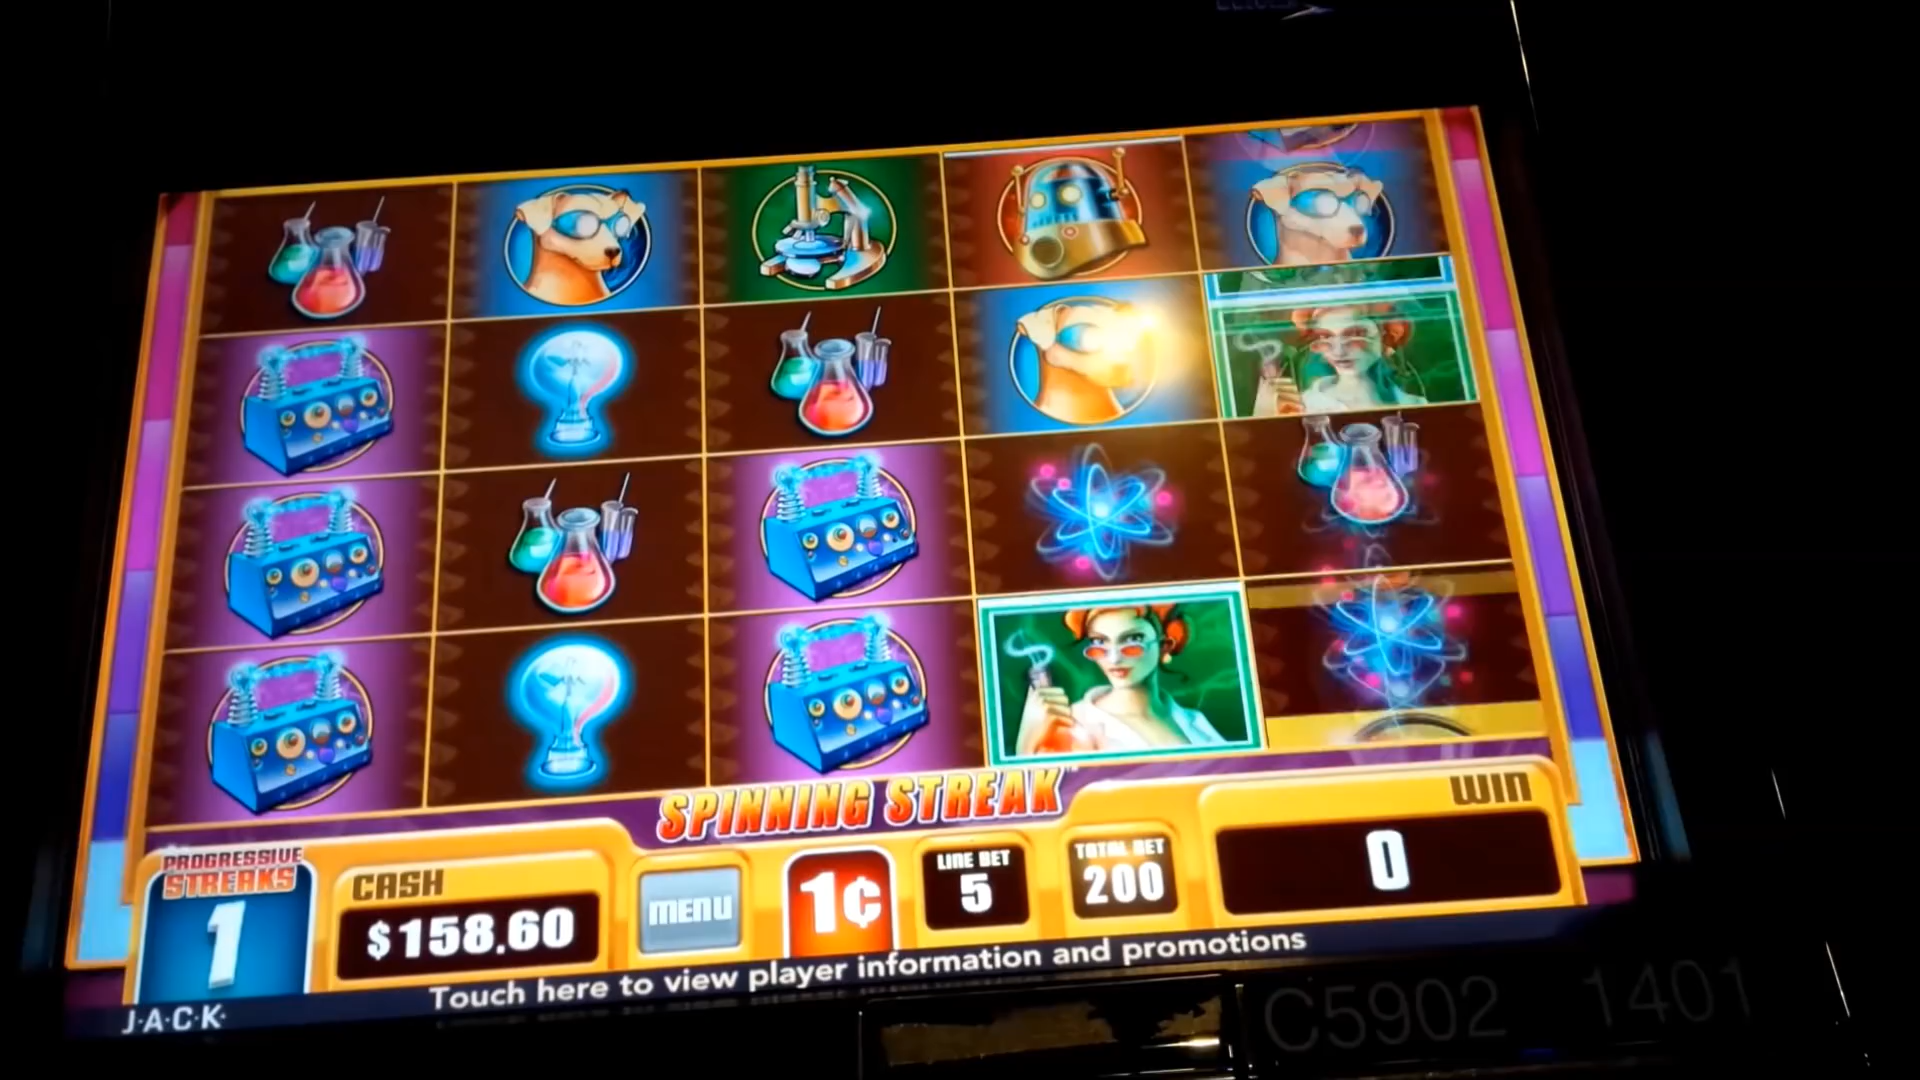 SPINNING STREAK™
WIN
0
PROGRESSIVE
STREAKS
1
CASH
$158.60
MENU
1¢
LINE BET
5
TOTAL BET
200
Touch here to view player information and promotions
J·A·C·K·
C5902 1401